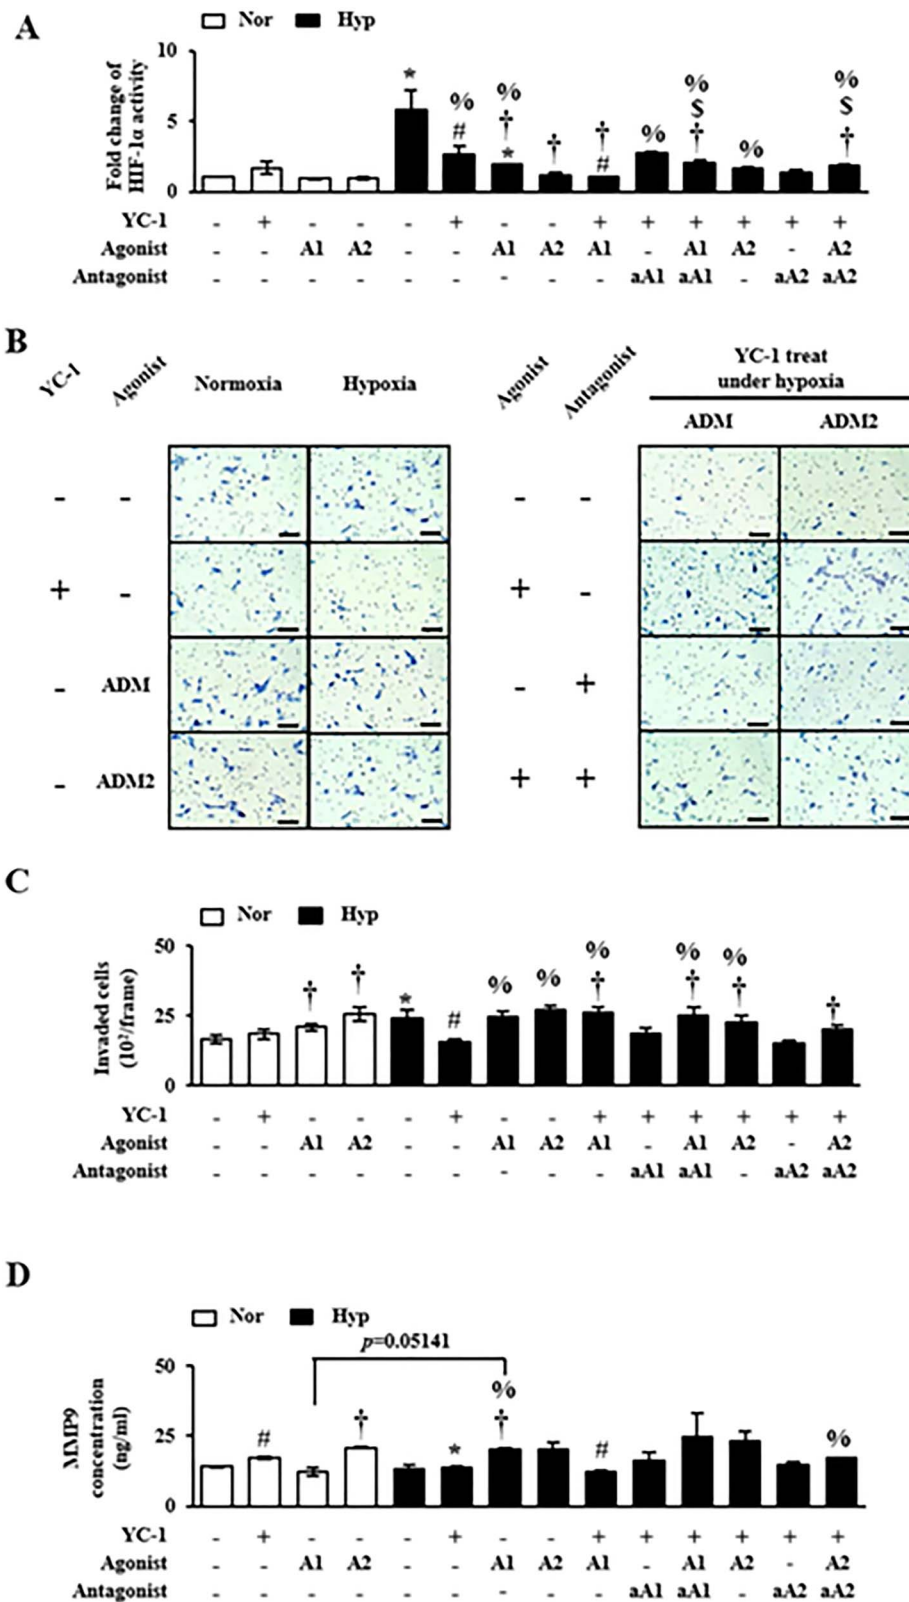 A
Nor Hyp
Fold change of
HIF-1α activity
10
5
0
*
%
#
%
†
*
†
†
#
%
%
$
†
%
%
$
†
YC-1 - + - - - + - - + + + + + +
Agonist - - A1 A2 - - A1 A2 A1 - A1 A2 - A2
Antagonist - - - - - - - - - aA1 aA1 - aA2 aA2
B
YC-1 Agonist Normoxia Hypoxia
Agonist Antagonist
YC-1 treat
under hypoxia
ADM ADM2
- -
+ -
- ADM
- ADM2
- -
+ -
- +
+ +
C
Nor Hyp
Invaded cells
(10²/frame)
50
25
0
†
†
*
#
%
%
%
†
%
†
%
†
†
YC-1 - + - - - + - - + + + + + +
Agonist - - A1 A2 - - A1 A2 A1 - A1 A2 - A2
Antagonist - - - - - - - - - aA1 aA1 - aA2 aA2
D
Nor Hyp
p=0.05141
MMP9
concentration
(ng/ml)
50
25
0
#
†
*
%
†
#
%
YC-1 - + - - - + - - + + + + + +
Agonist - - A1 A2 - - A1 A2 A1 - A1 A2 - A2
Antagonist - - - - - - - - - aA1 aA1 - aA2 aA2